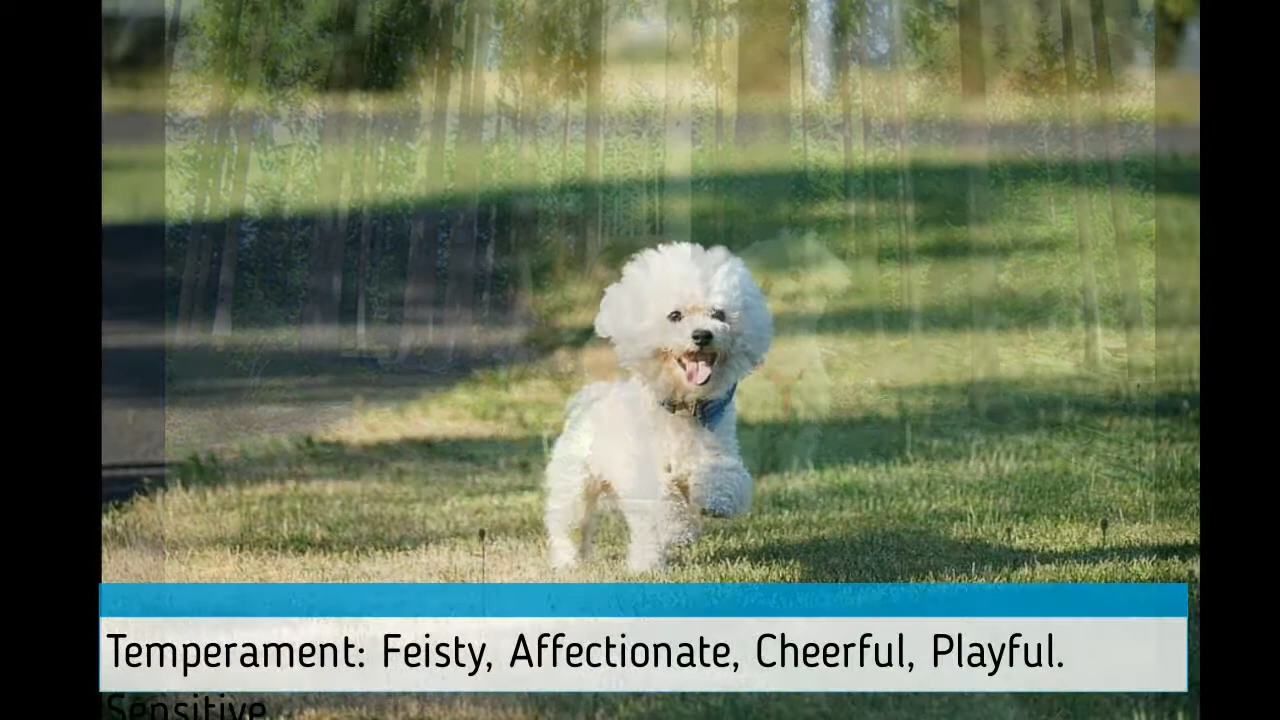 Temperament: Feisty, Affectionate, Cheerful, Playful.
Sensitive